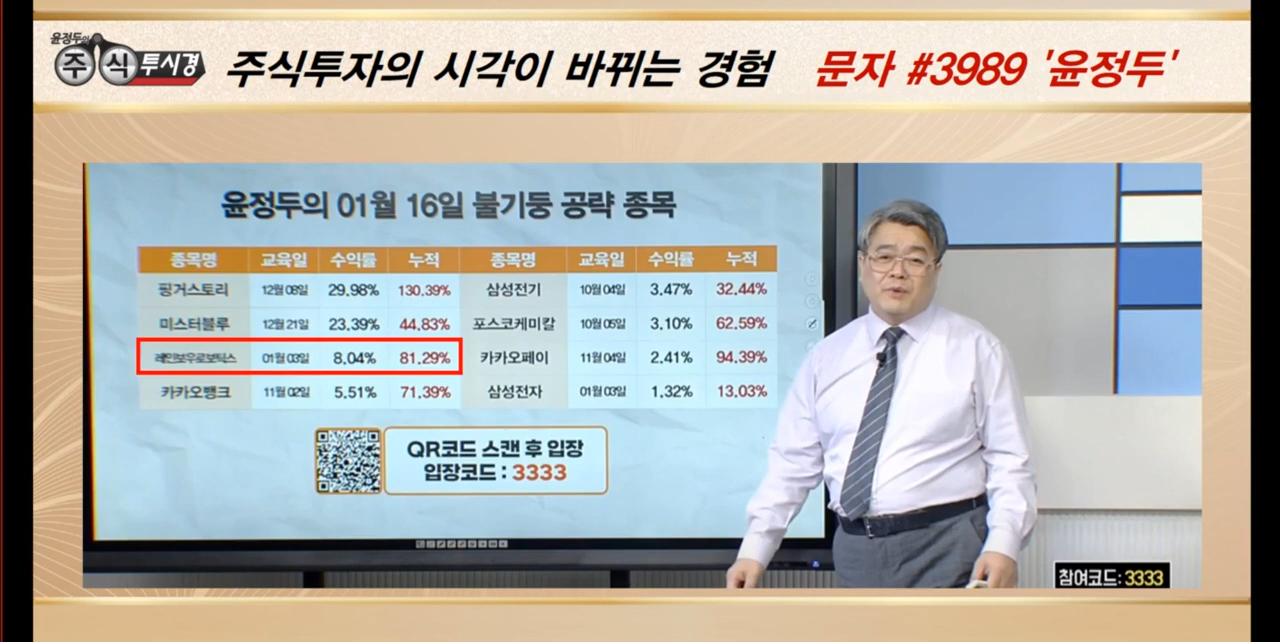 윤정두의
주식투시경
주식투자의 시각이 바뀌는 경험 문자 #3989 '윤정두'
윤정두의 01월 16일 불기둥 공략 종목
종목명 교육일 수익률 누적 종목명 교육일 수익률 누적
핑거스토리 12월 08일 29.98% 130.39% 삼성전기 10월 04일 3.47% 32.44%
미스터블루 12월 21일 23.39% 44.83% 포스코케미칼 10월 05일 3.10% 62.59%
레인보우로보틱스 01월 03일 8.04% 81.29% 카카오페이 11월 04일 2.41% 94.39%
카카오뱅크 11월 02일 5.51% 71.39% 삼성전자 01월 03일 1.32% 13.03%
QR코드 스캔 후 입장
입장코드 : 3333
참여코드: 3333